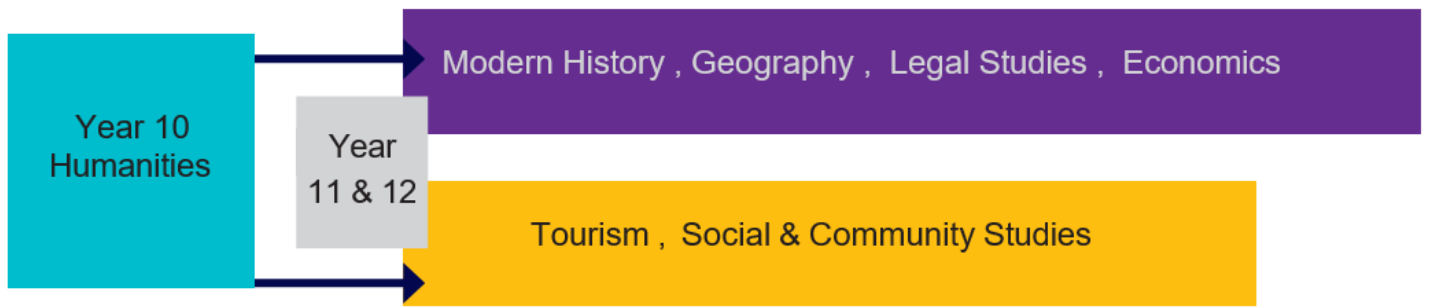 Year 10
Humanities
Year
11 & 12
Modern History , Geography , Legal Studies , Economics
Tourism , Social & Community Studies